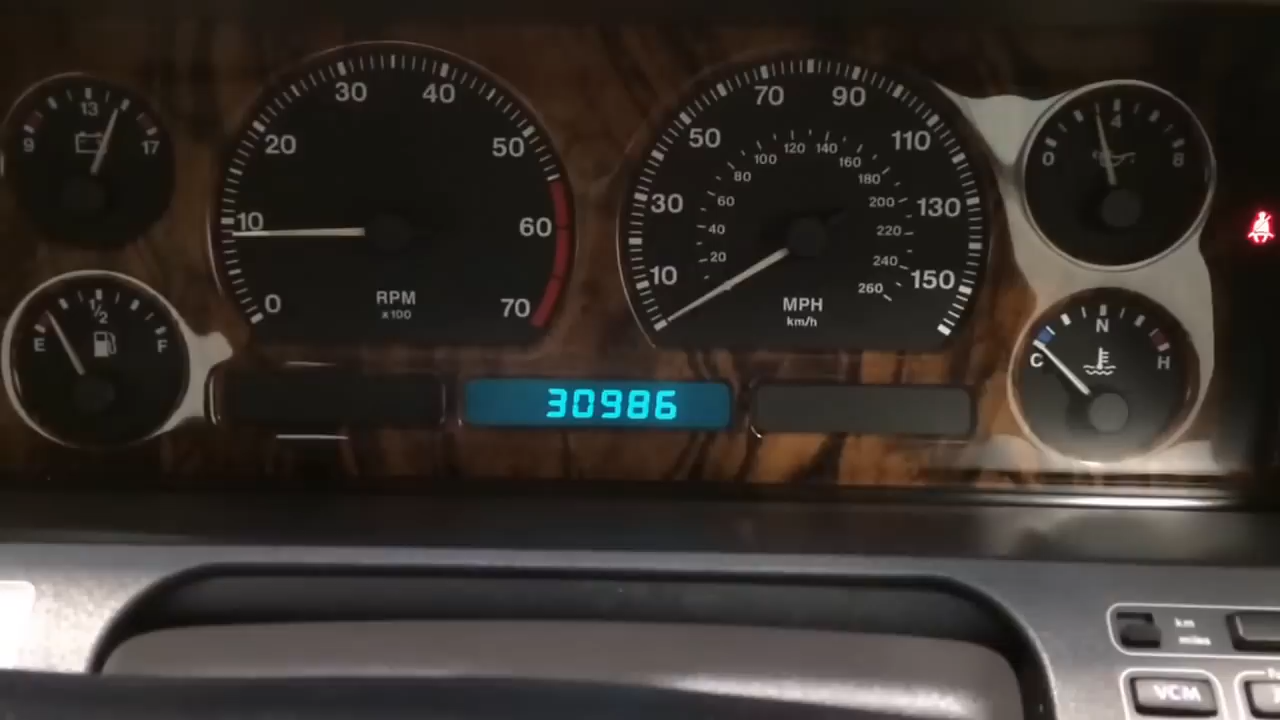 9 13 17
E 1/2 F
0 10 20 30 40 50 60 70
RPM
x100
10 30 50 70 90 110 130 150
20 40 60 80 100 120 140 160 180 200 220 240 260
MPH
km/h
0 4 8
C N H
30986
km
miles
VCM